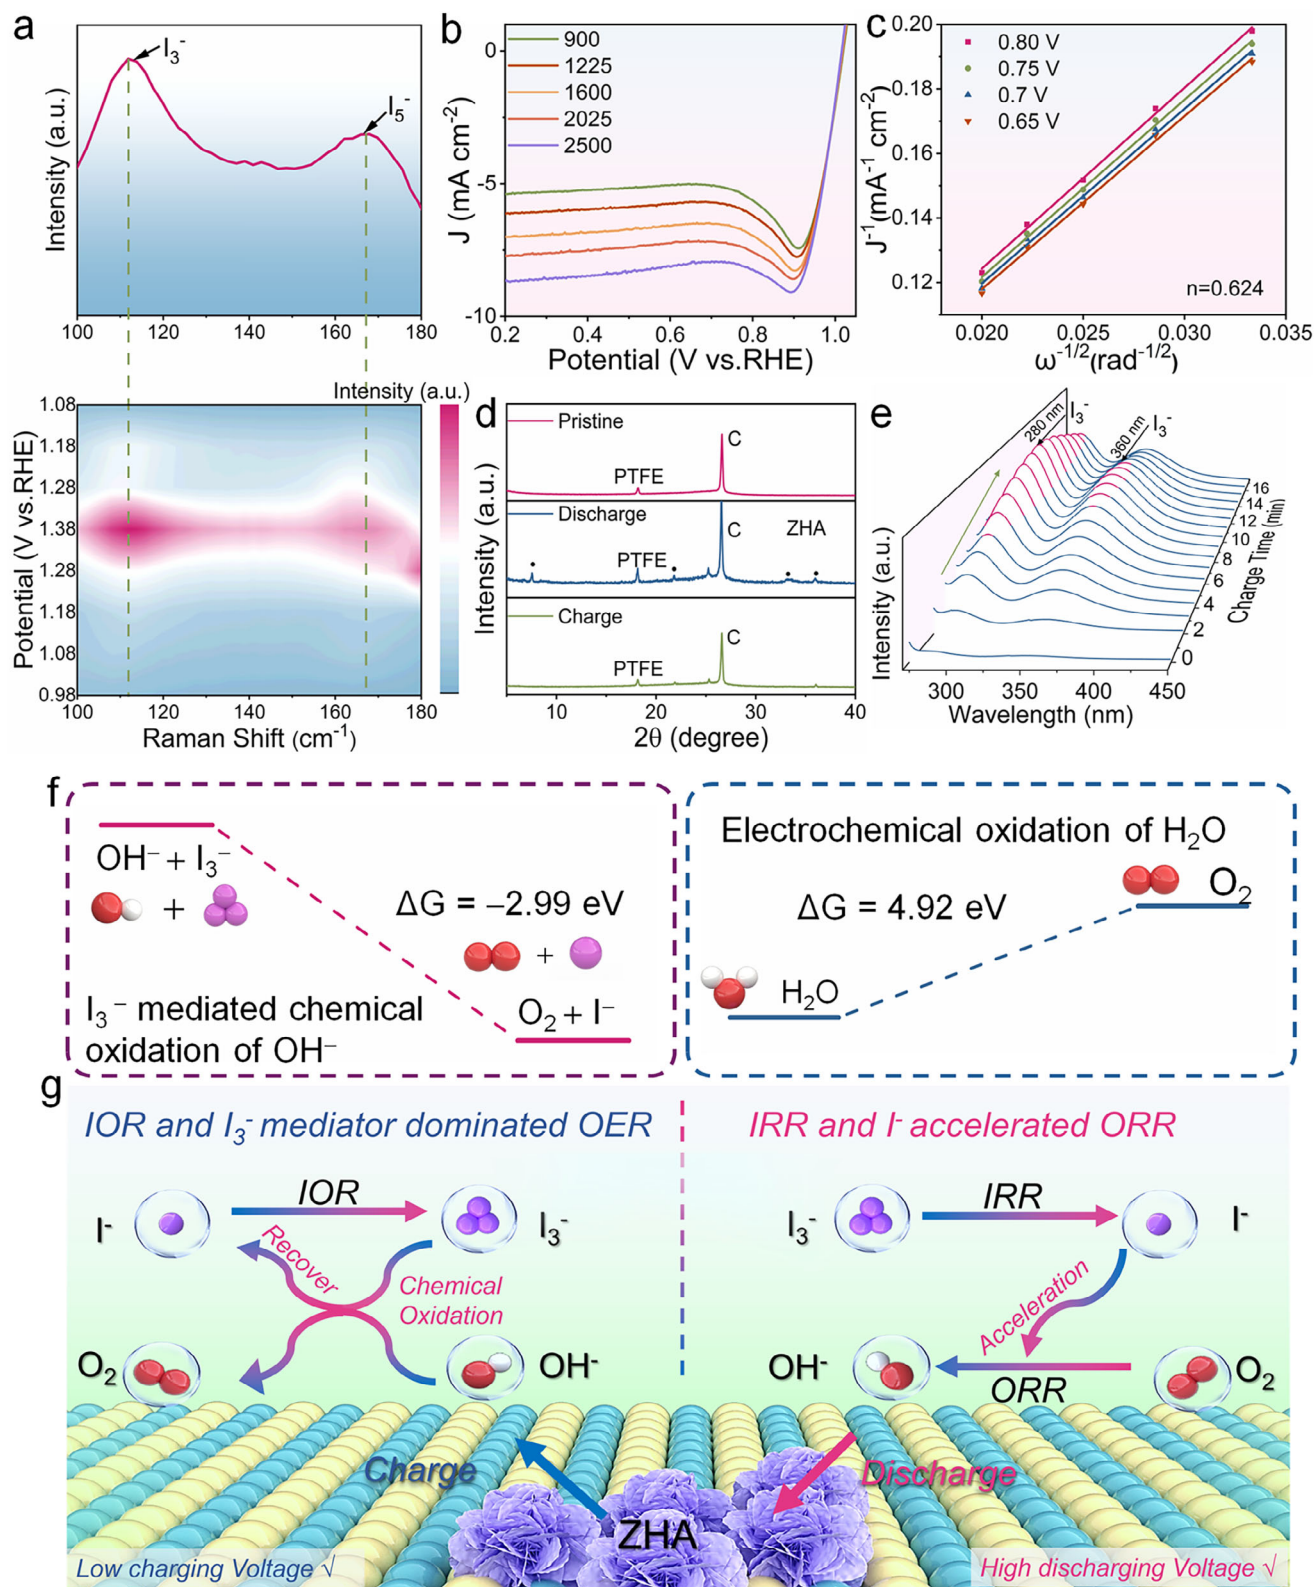 a
I₃⁻
I₅⁻
Intensity (a.u.)
100 120 140 160 180
Intensity (a.u.)
1.08
1.18
1.28
1.38
1.28
1.18
1.08
0.98
Potential (V vs.RHE)
100 120 140 160 180
Raman Shift (cm⁻¹)
b
900
1225
1600
2025
2500
0
-5
-10
J (mA cm⁻²)
0.2 0.4 0.6 0.8 1.0
Potential (V vs.RHE)
c
0.80 V
0.75 V
0.7 V
0.65 V
0.20
0.18
0.16
0.14
0.12
J⁻¹(mA⁻¹ cm⁻²)
n=0.624
0.020 0.025 0.030 0.035
ω⁻¹/²(rad⁻¹/²)
d
Pristine
C
PTFE
Discharge
C
ZHA
PTFE
Charge
C
PTFE
Intensity (a.u.)
10 20 30 40
2θ (degree)
e
280 nm
I₃⁻
360 nm
I₃⁻
Intensity (a.u.)
16
14
12
10
8
6
4
2
0
Charge Time (min)
300 350 400 450
Wavelength (nm)
f
OH⁻ + I₃⁻
+
ΔG = −2.99 eV
+
O₂ + I⁻
I₃⁻ mediated chemical
oxidation of OH⁻
Electrochemical oxidation of H₂O
O₂
ΔG = 4.92 eV
H₂O
g
IOR and I₃⁻ mediator dominated OER
IOR
I⁻
I₃⁻
Recover
Chemical
Oxidation
O₂
OH⁻
IRR and I⁻ accelerated ORR
I₃⁻
IRR
I⁻
Acceleration
OH⁻
ORR
O₂
Charge
Discharge
ZHA
Low charging Voltage √
High discharging Voltage √